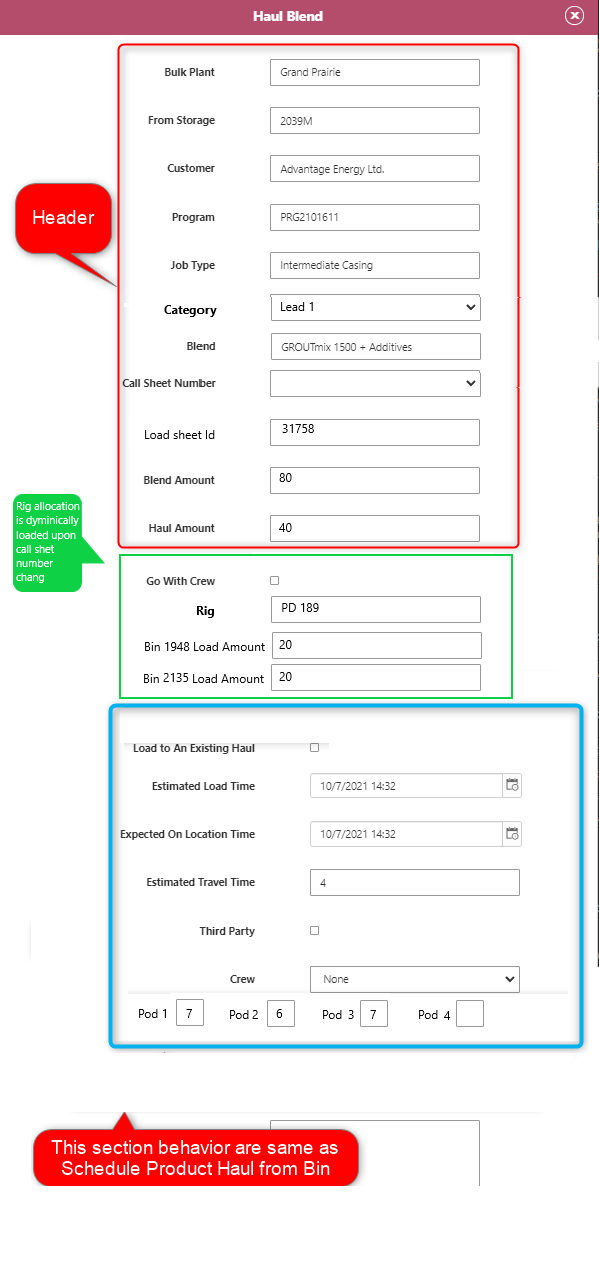 Haul Blend
Bulk Plant Grand Prairie
From Storage 2039M
Customer Advantage Energy Ltd.
Header
Program PRG2101611
Job Type Intermediate Casing
Category Lead 1
Blend GROUTmix 1500 + Additives
Call Sheet Number
Load sheet Id 31758
Blend Amount 80
Haul Amount 40
Rig allocation
is dyminically
loaded upon
call shet
number
chang
Go With Crew
Rig PD 189
Bin 1948 Load Amount 20
Bin 2135 Load Amount 20
Load to An Existing Haul
Estimated Load Time 10/7/2021 14:32
Expected On Location Time 10/7/2021 14:32
Estimated Travel Time 4
Third Party
Crew None
Pod 1 7 Pod 2 6 Pod 3 7 Pod 4
This section behavior are same as
Schedule Product Haul from Bin